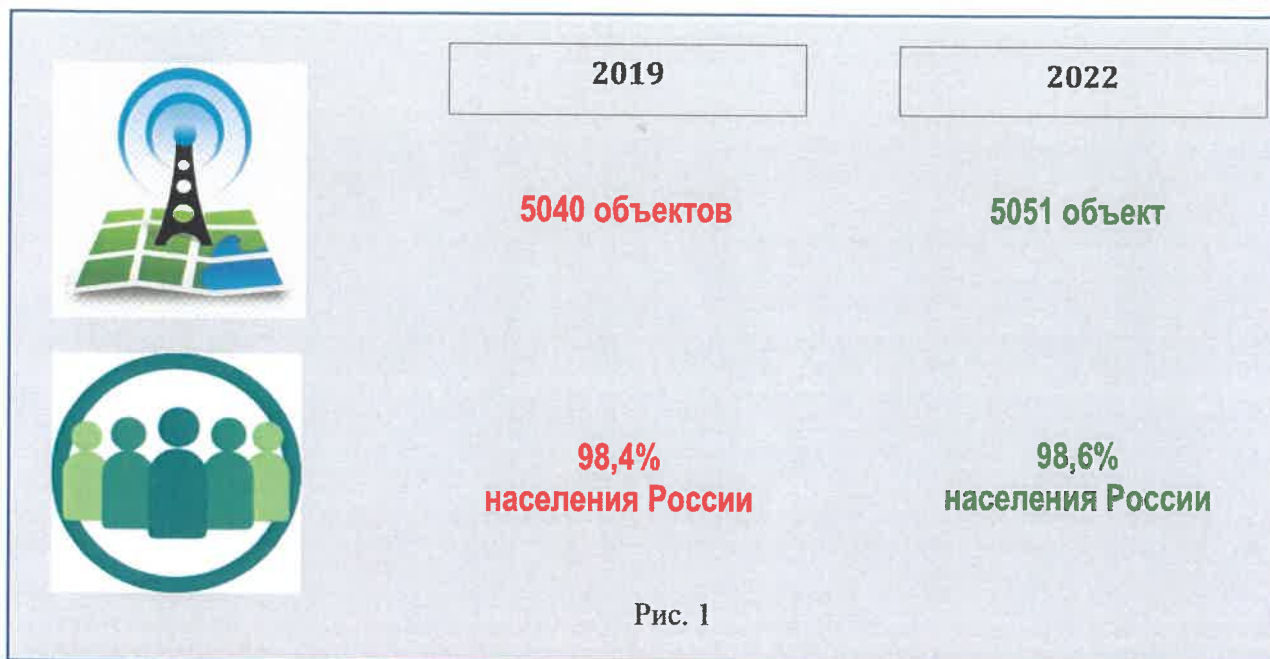 2019
2022
5040 объектов
5051 объект
98,4%
населения России
98,6%
населения России
Рис. 1